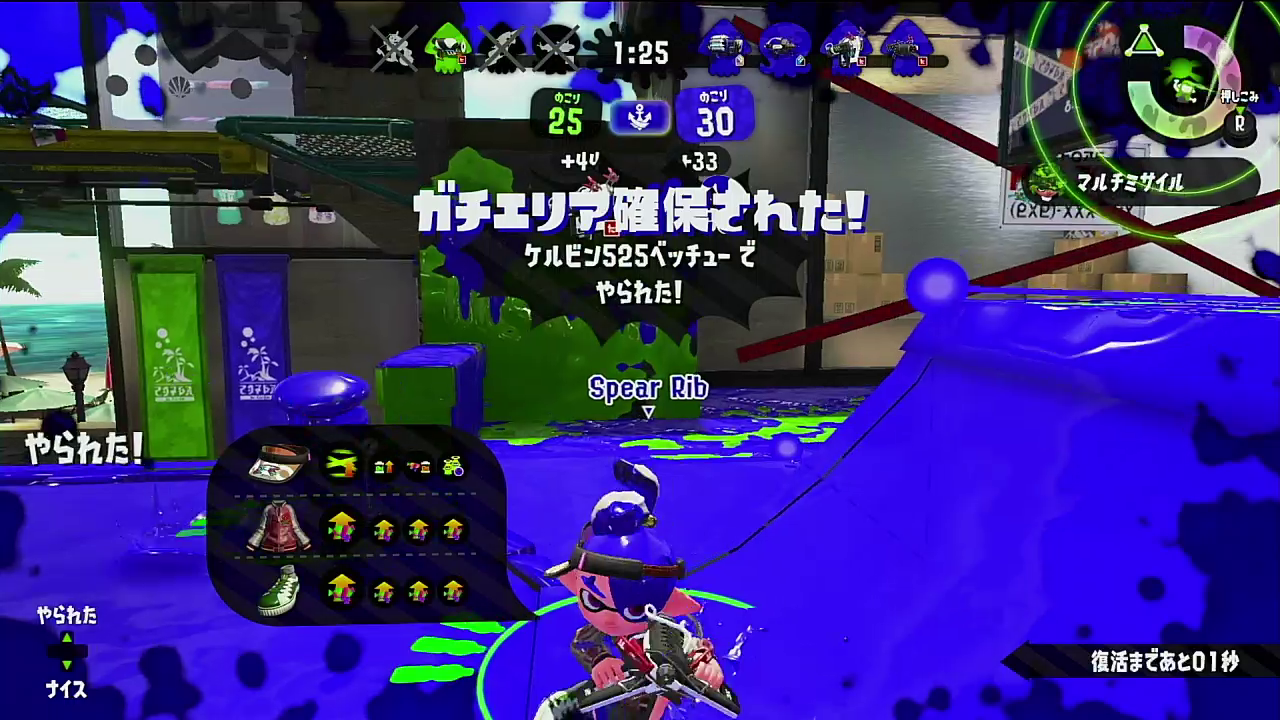 1:25
のこり
25
のこり
30
+40
+33
押しこみ
R
マルチミサイル
ガチエリア確保された!
ケルビン525ベッチューで
やられた!
Spear Rib
やられた!
やられた
ナイス
復活まであと01秒